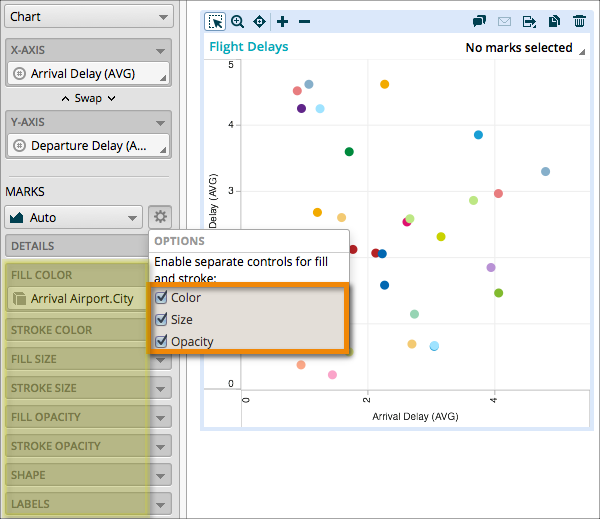 Chart
X-AXIS
Arrival Delay (AVG)
Swap
Y-AXIS
Departure Delay (A...
MARKS
Auto
DETAILS
FILL COLOR
Arrival Airport.City
STROKE COLOR
FILL SIZE
STROKE SIZE
FILL OPACITY
STROKE OPACITY
SHAPE
LABELS
OPTIONS
Enable separate controls for fill
and stroke:
Color
Size
Opacity
Flight Delays
No marks selected
5
4
3
2
0
Delay (AVG)
0
2
4
Arrival Delay (AVG)